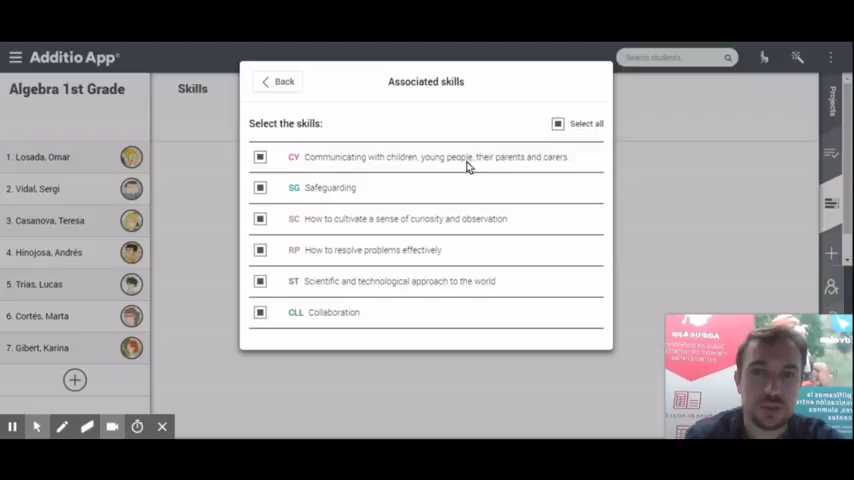 Additio App®
Search students...
Algebra 1st Grade
Skills
1. Losada, Omar
2. Vidal, Sergi
3. Casanova, Teresa
4. Hinojosa, Andrés
5. Trias, Lucas
6. Cortés, Marta
7. Gibert, Karina
Back
Associated skills
Select the skills:
Select all
CY Communicating with children, young people, their parents and carers..
SG Safeguarding
SC How to cultivate a sense of curiosity and observation
RP How to resolve problems effectively
ST Scientific and technological approach to the world
CLL Collaboration
Projects
Additio App